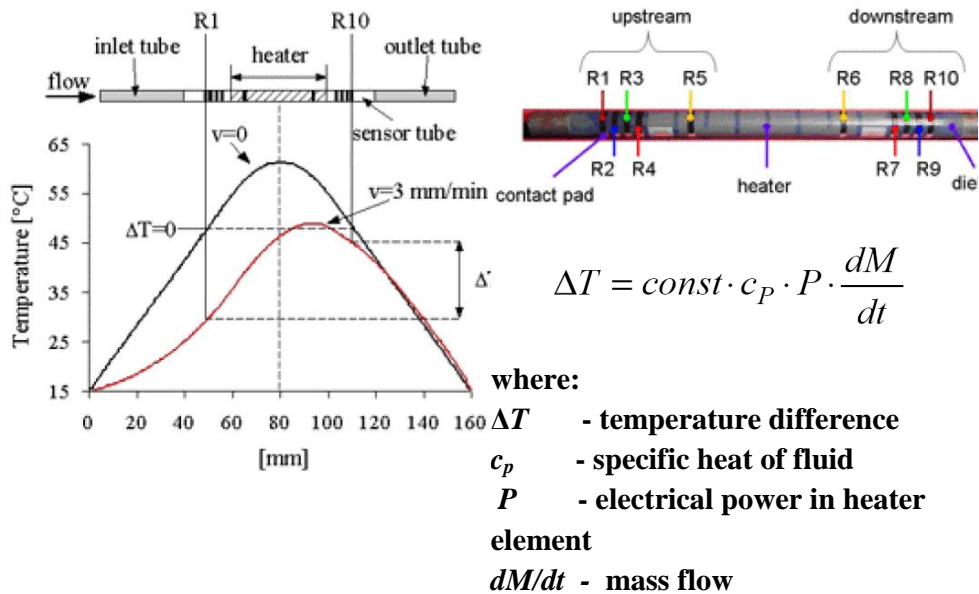 R1 R10
inlet tube heater outlet tube
flow
sensor tube
v=0
v=3 mm/min
ΔT=0
Temperature [°C]
65
55
45
35
25
15
0 20 40 60 80 100 120 140 160
[mm]
upstream downstream
R1 R3 R5 R6 R8 R10
R2 R4 R7 R9
contact pad heater
ΔT = const · c_P · P · dM/dt
where:
ΔT - temperature difference
c_p - specific heat of fluid
P - electrical power in heater
element
dM/dt - mass flow